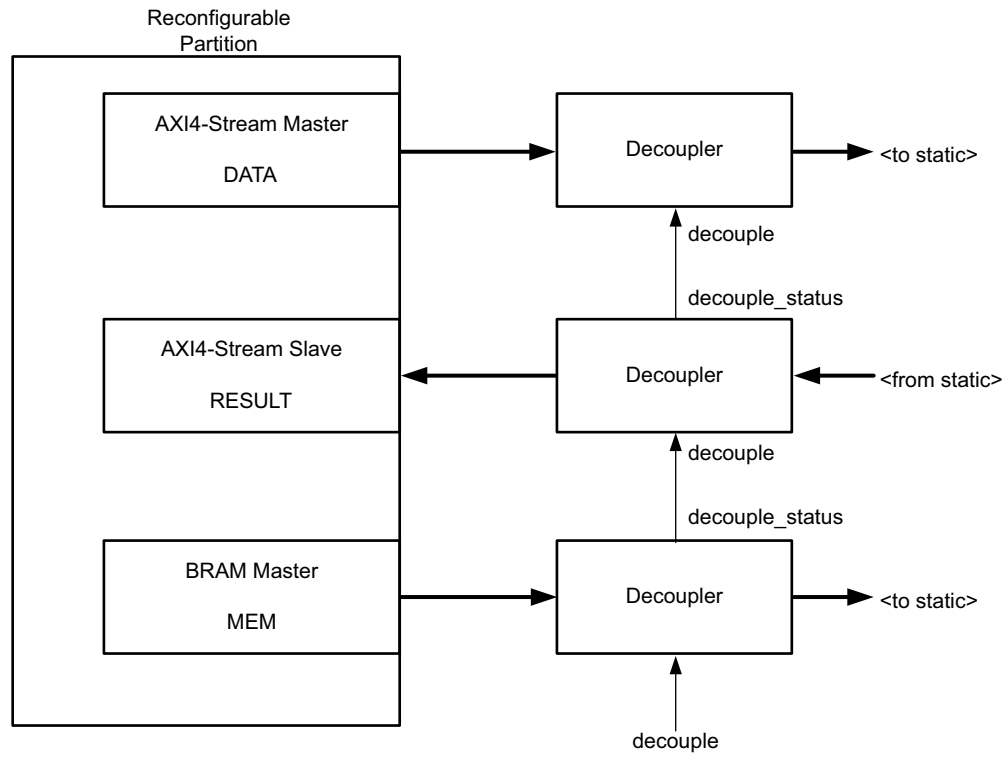 Reconfigurable
Partition
AXI4-Stream Master
DATA
Decoupler
<to static>
decouple
decouple_status
AXI4-Stream Slave
RESULT
Decoupler
<from static>
decouple
decouple_status
BRAM Master
MEM
Decoupler
<to static>
decouple